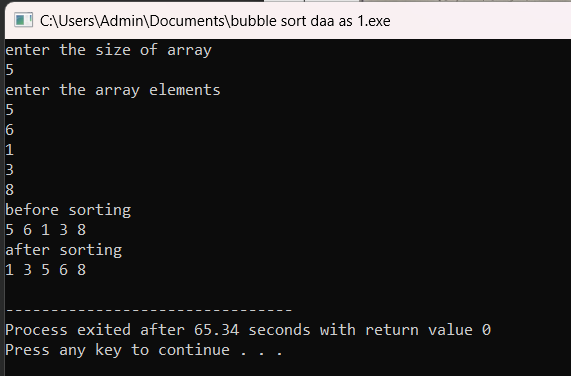 C:\Users\Admin\Documents\bubble sort daa as 1.exe
enter the size of array
5
enter the array elements
5
6
1
3
8
before sorting
5 6 1 3 8
after sorting
1 3 5 6 8
--------------------------------
Process exited after 65.34 seconds with return value 0
Press any key to continue . . .